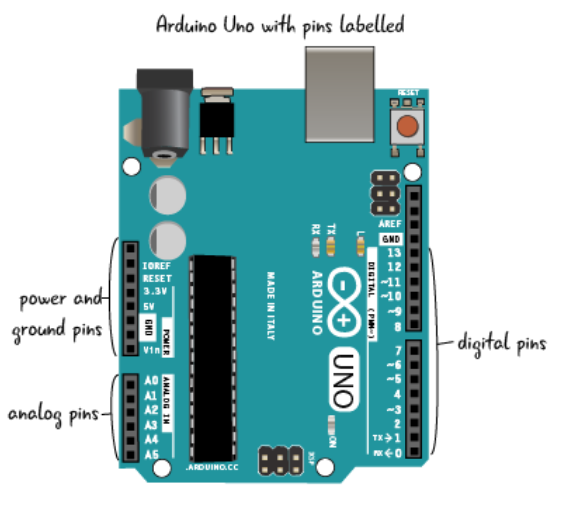 Arduino Uno with pins labelled
RESET
AREF
GND
13
12
~11
~10
~9
8
7
~6
~5
4
~3
2
TX→1
RX←0
DIGITAL (PWM~)
RX
TX
L
ARDUINO
UNO
ON
MADE IN ITALY
IOREF
RESET
3.3V
5V
GND
Vin
POWER
A0
A1
A2
A3
A4
A5
ANALOG IN
.ARDUINO.CC
power and
ground pins
analog pins
digital pins